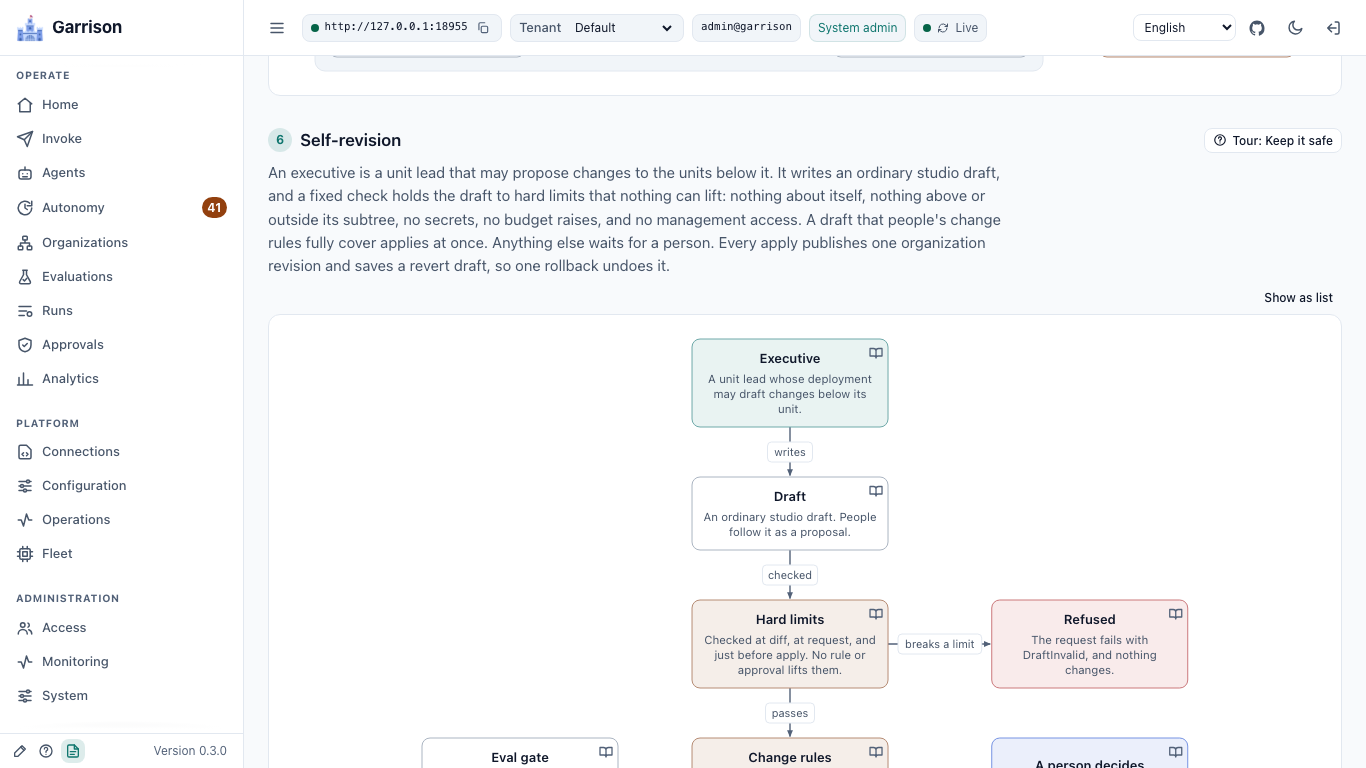 Garrison
http://127.0.0.1:18955
Tenant Default
admin@garrison
System admin
Live
English
OPERATE
Home
Invoke
Agents
Autonomy 41
Organizations
Evaluations
Runs
Approvals
Analytics
PLATFORM
Connections
Configuration
Operations
Fleet
ADMINISTRATION
Access
Monitoring
System
Version 0.3.0
6 Self-revision
Tour: Keep it safe
An executive is a unit lead that may propose changes to the units below it. It writes an ordinary studio draft,
and a fixed check holds the draft to hard limits that nothing can lift: nothing about itself, nothing above or
outside its subtree, no secrets, no budget raises, and no management access. A draft that people's change
rules fully cover applies at once. Anything else waits for a person. Every apply publishes one organization
revision and saves a revert draft, so one rollback undoes it.
Show as list
Executive
A unit lead whose deployment
may draft changes below its
unit.
writes
Draft
An ordinary studio draft. People
follow it as a proposal.
checked
Hard limits
Checked at diff, at request, and
just before apply. No rule or
approval lifts them.
breaks a limit
Refused
The request fails with
DraftInvalid, and nothing
changes.
passes
Eval gate
Change rules
A person decides